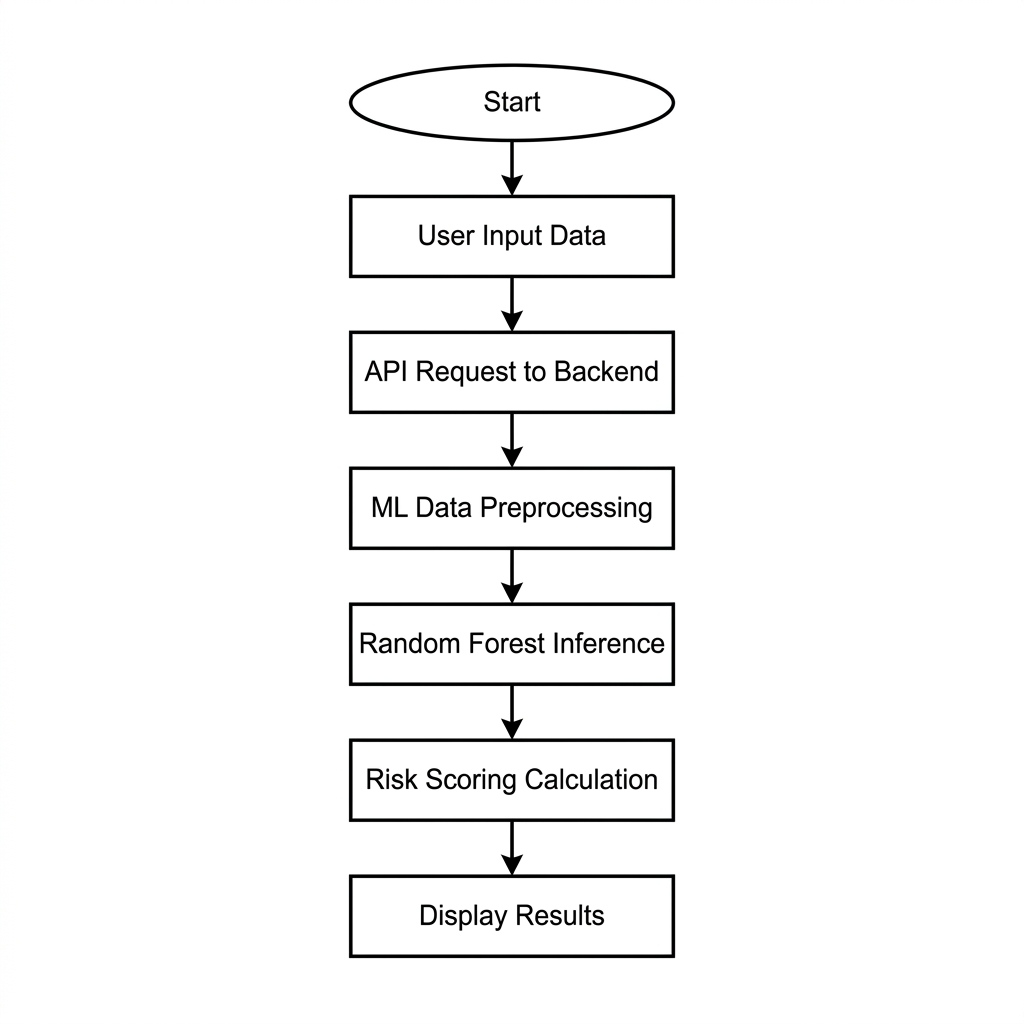 Start
User Input Data
API Request to Backend
ML Data Preprocessing
Random Forest Inference
Risk Scoring Calculation
Display Results